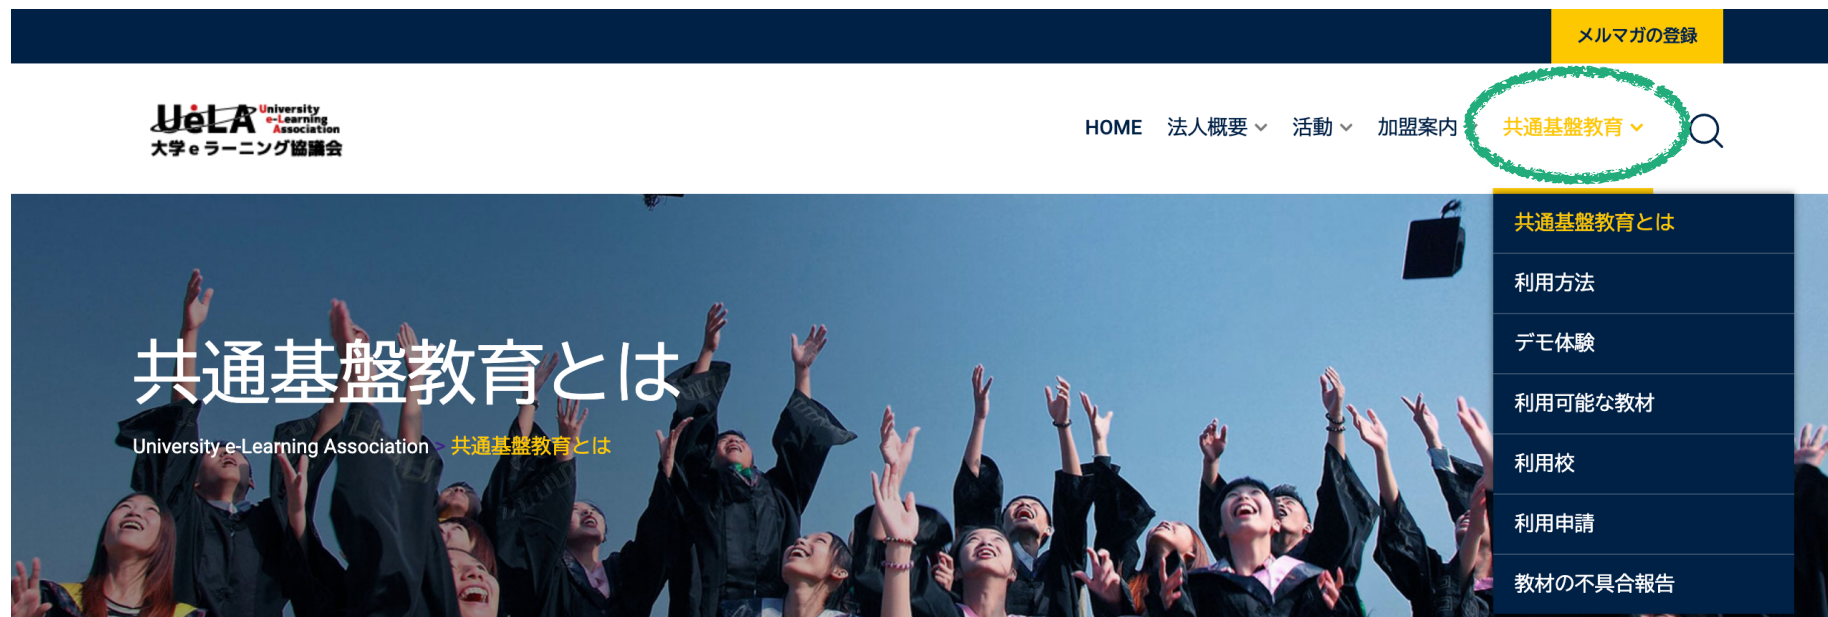 メルマガの登録
UeLA University e-Learning Association
大学eラーニング協議会
HOME 法人概要 活動 加盟案内 共通基盤教育
共通基盤教育とは
利用方法
デモ体験
利用可能な教材
利用校
利用申請
教材の不具合報告
共通基盤教育とは
University e-Learning Association > 共通基盤教育とは